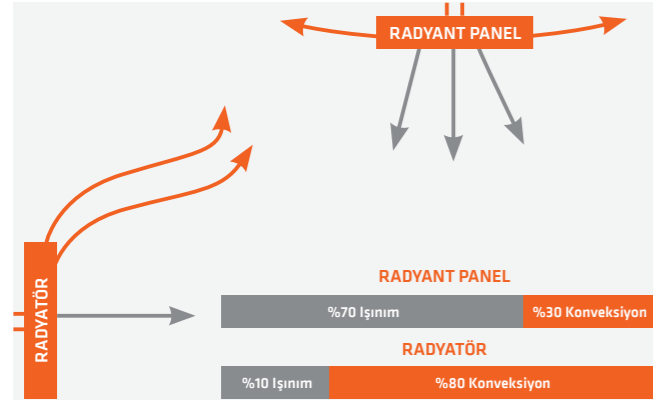 RADYANT PANEL
RADYATÖR
RADYANT PANEL
%70 Işınım %30 Konveksiyon
RADYATÖR
%10 Işınım %80 Konveksiyon